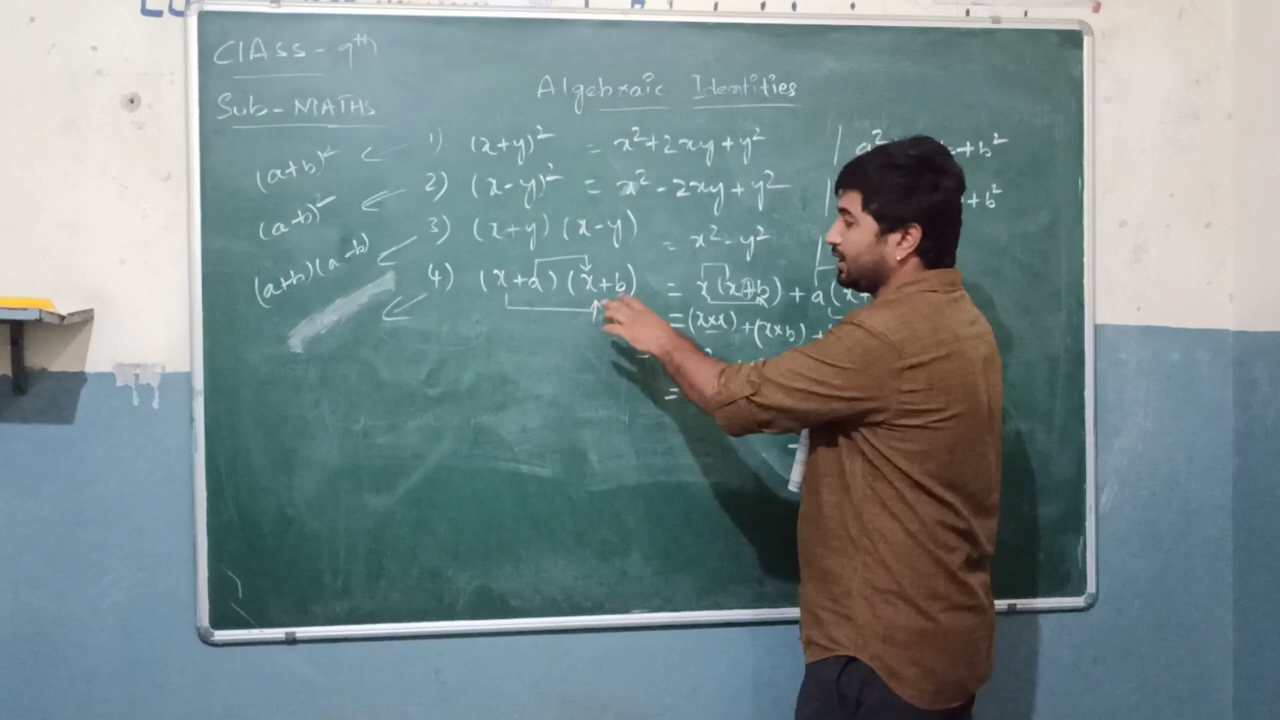 CLASS - 9th
Sub - MATHS
Algebraic Identities
(a+b)² ← 1) (x+y)² = x²+2xy+y² | a² +b²
(a-b)² ← 2) (x-y)² = x²-2xy+y² | +b²
(a+b)(a-b) ← 3) (x+y)(x-y) = x²-y²
← 4) (x+a)(x+b) = x(x+b) + a(x+
=(x×x)+(x×b)+
=